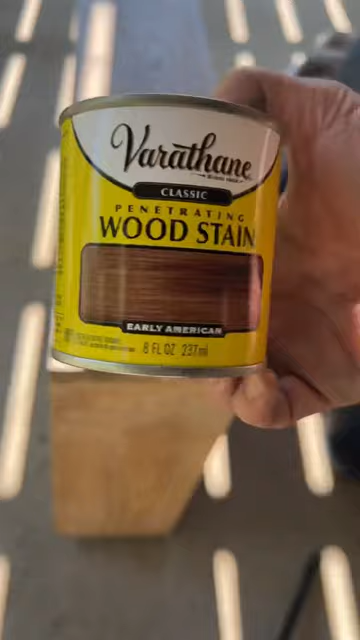 Varathane
CLASSIC
PENETRATING
WOOD STAIN
EARLY AMERICAN
8 FL OZ 237ml